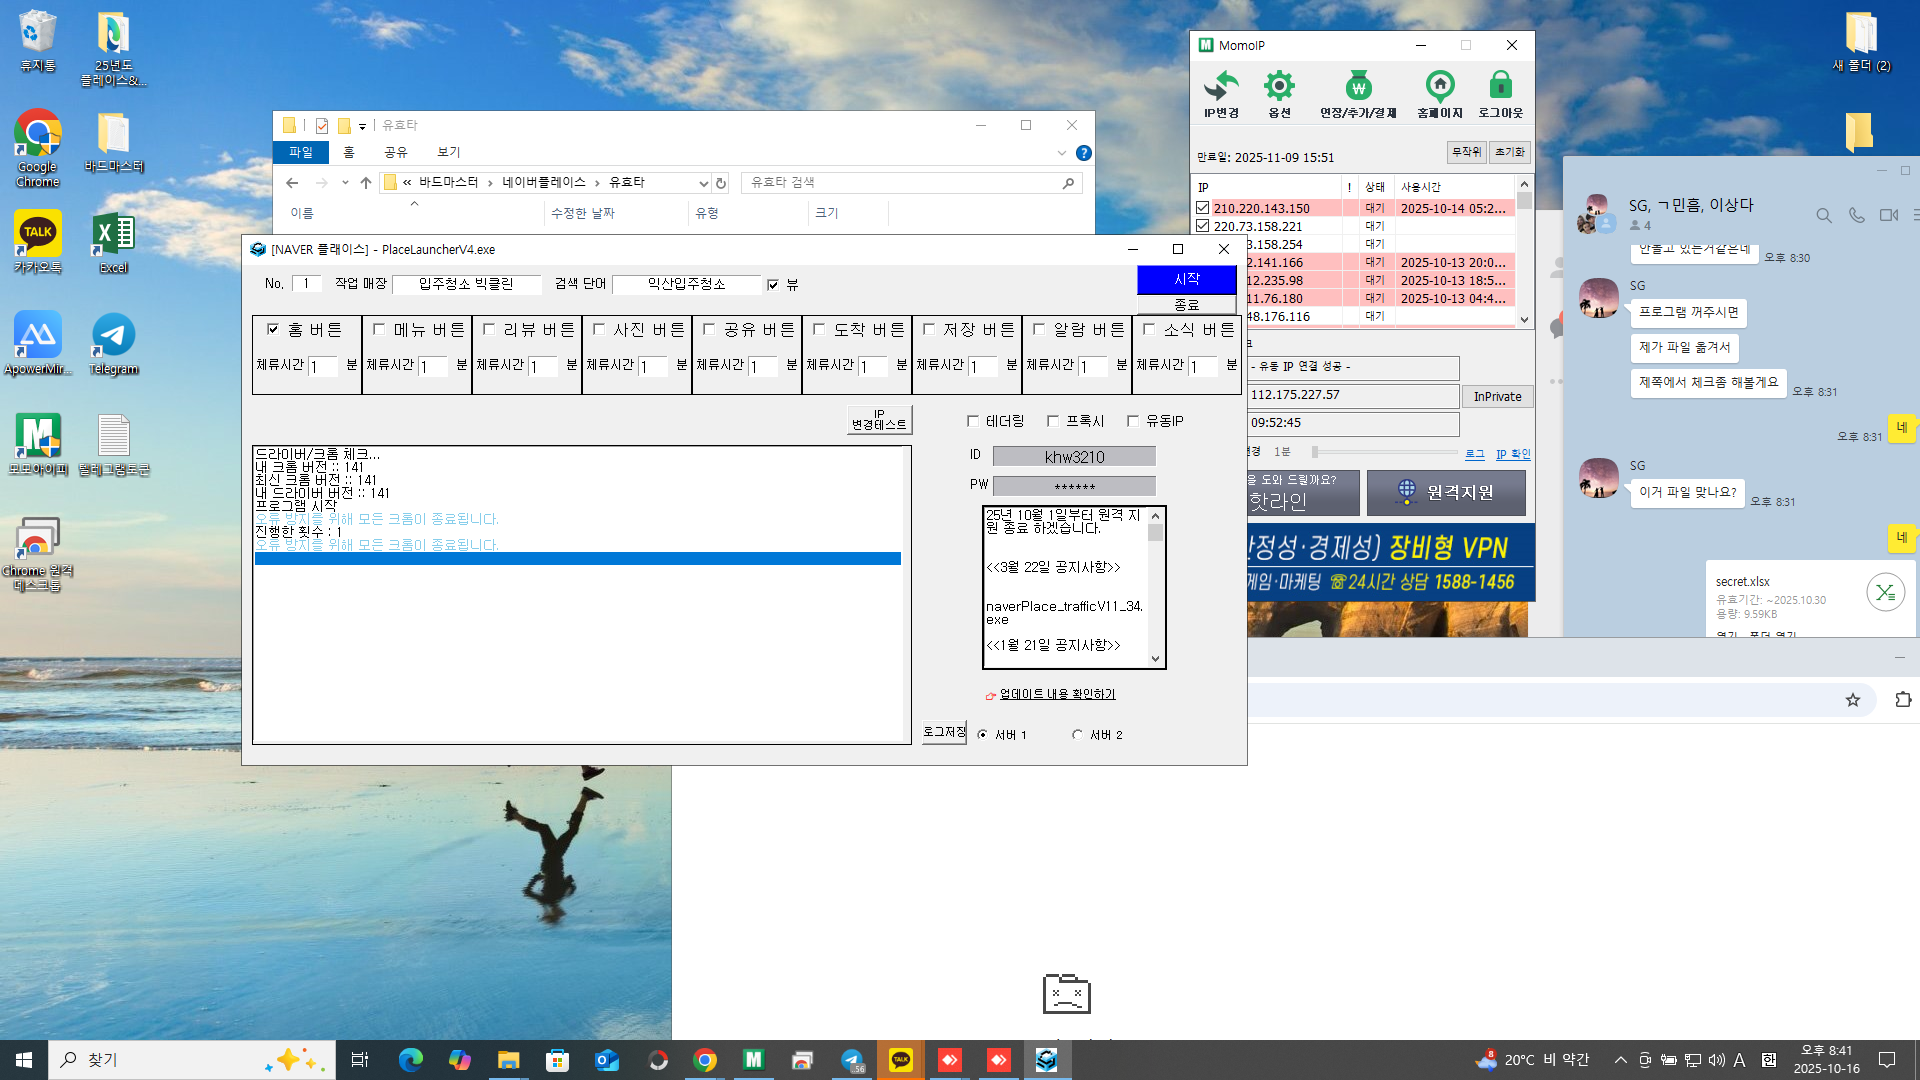 휴지통
25년도
플레이스&...
Google
Chrome
바드마스터
카카오톡
Excel
ApowerMir...
Telegram
모모아이피
텔레그램로콘
Chrome 원격
데스크톱
새 폴더 (2)
유효타
파일
홈
공유
보기
« 바드마스터 › 네이버플레이스 › 유효타
유효타 검색
이름
수정한 날짜
유형
크기
[NAVER 플레이스] - PlaceLauncherV4.exe
No. 1 작업 매장 입주청소 빅클린 검색 단어 익산입주청소 뷰
시작
종료
홈 버튼
메뉴 버튼
리뷰 버튼
사진 버튼
공유 버튼
도착 버튼
저장 버튼
알람 버튼
소식 버튼
체류시간 1 분
체류시간 1 분
체류시간 1 분
체류시간 1 분
체류시간 1 분
체류시간 1 분
체류시간 1 분
체류시간 1 분
체류시간 1 분
IP
변경테스트
테더링
프록시
유동IP
드라이버/크롬 체크...
내 크롬 버전 :: 141
최신 크롬 버전 :: 141
내 드라이버 버전 :: 141
프로그램 시작
오류 방지를 위해 모든 크롬이 종료됩니다.
진행한 횟수 : 1
오류 방지를 위해 모든 크롬이 종료됩니다.
ID khw3210
PW ******
25년 10월 1일부터 원격 지
원 종료 하겠습니다.
<<3월 22일 공지사항>>
naverPlace_trafficV11_34.
exe
<<1월 21일 공지사항>>
업데이트 내용 확인하기
로그저장
서버 1
서버 2
MomoIP
IP변경
옵션
연장/추가/결제
홈페이지
로그아웃
만료일: 2025-11-09 15:51
무작위
초기화
IP ! 상태 사용시간
210.220.143.150 대기 2025-10-14 05:2...
220.73.158.221 대기
3.158.254 대기
2.141.166 대기 2025-10-13 20:0...
12.235.98 대기 2025-10-13 18:5...
11.76.180 대기 2025-10-13 04:4...
48.176.116 대기
- 유동 IP 연결 성공 -
112.175.227.57
InPrivate
09:52:45
변경 1분
로그
IP 확인
을 도와 드릴까요?
핫라인
원격지원
안정성·경제성) 장비형 VPN
게임·마케팅 ☏24시간 상담 1588-1456
SG, ㄱ민흠, 이상다
4
안돌고 있는거같은데
오후 8:30
SG
프로그램 꺼주시면
제가 파일 옮겨서
제쪽에서 체크좀 해볼게요
오후 8:31
네
오후 8:31
SG
이거 파일 맞나요?
오후 8:31
네
secret.xlsx
유효기간: ~2025.10.30
용량: 9.59KB
열기 · 폴더 열기
찾기
.56
TALK
8
20°C 비 약간
A
한
오후 8:41
2025-10-16